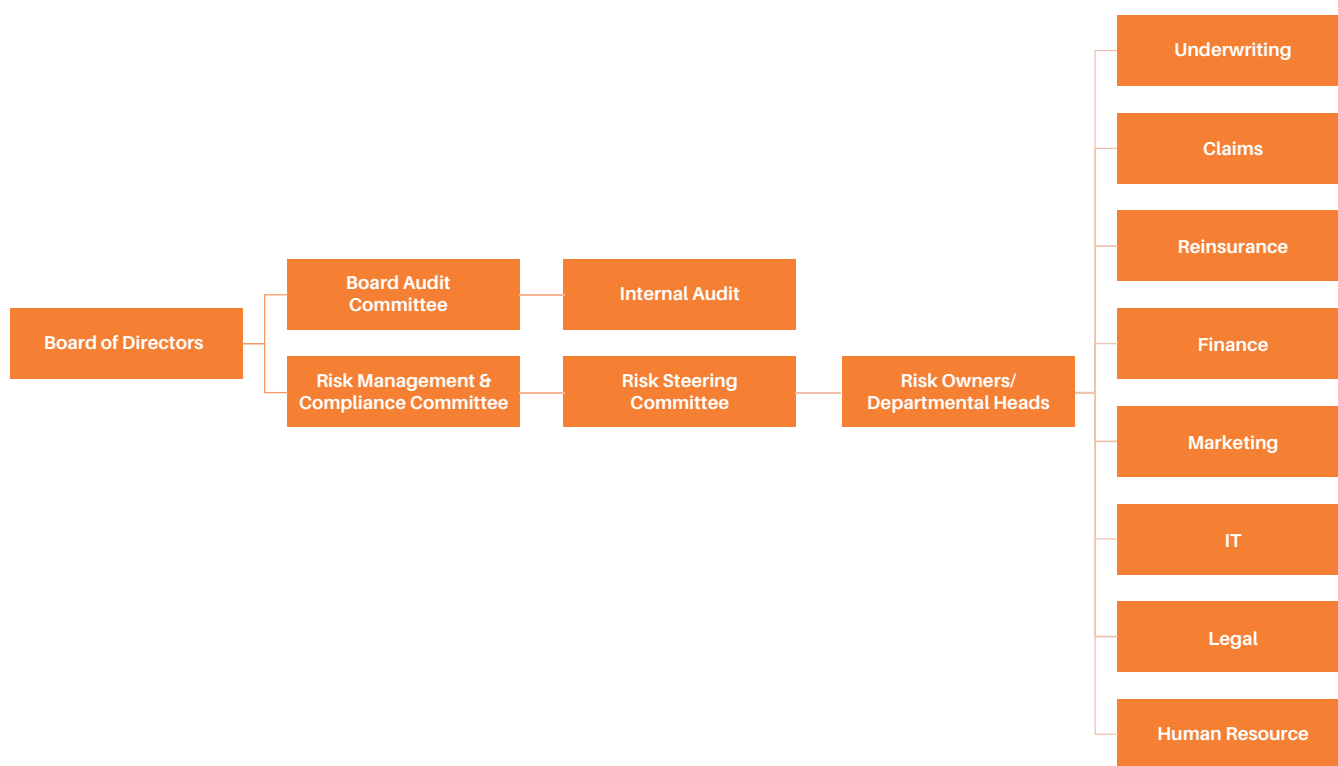 Board of Directors
Board Audit
Committee
Internal Audit
Risk Management &
Compliance Committee
Risk Steering
Committee
Risk Owners/
Departmental Heads
Underwriting
Claims
Reinsurance
Finance
Marketing
IT
Legal
Human Resource